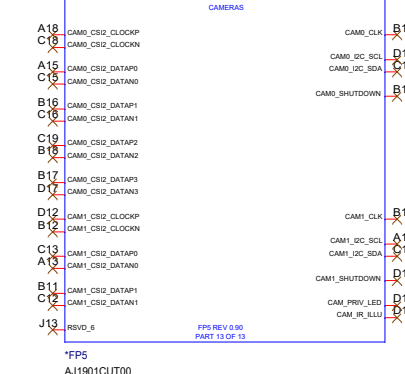 CAMERAS
A18 CAM0_CSI2_CLOCKP CAM0_CLK
C18 CAM0_CSI2_CLOCKN
CAM0_I2C_SCL
A15 CAM0_CSI2_DATAP0 CAM0_I2C_SDA
C15 CAM0_CSI2_DATAN0
CAM0_SHUTDOWN
B16 CAM0_CSI2_DATAP1
C16 CAM0_CSI2_DATAN1
C19 CAM0_CSI2_DATAP2
B18 CAM0_CSI2_DATAN2
B17 CAM0_CSI2_DATAP3
D17 CAM0_CSI2_DATAN3
D12 CAM1_CSI2_CLOCKP CAM1_CLK
B12 CAM1_CSI2_CLOCKN
CAM1_I2C_SCL
C13 CAM1_CSI2_DATAP0 CAM1_I2C_SDA
A13 CAM1_CSI2_DATAN0
CAM1_SHUTDOWN
B11 CAM1_CSI2_DATAP1
C12 CAM1_CSI2_DATAN1 CAM_PRIV_LED
CAM_IR_ILLU
J13 RSVD_6 FP5 REV 0.90
PART 13 OF 13
*FP5
AJ1901CUT00